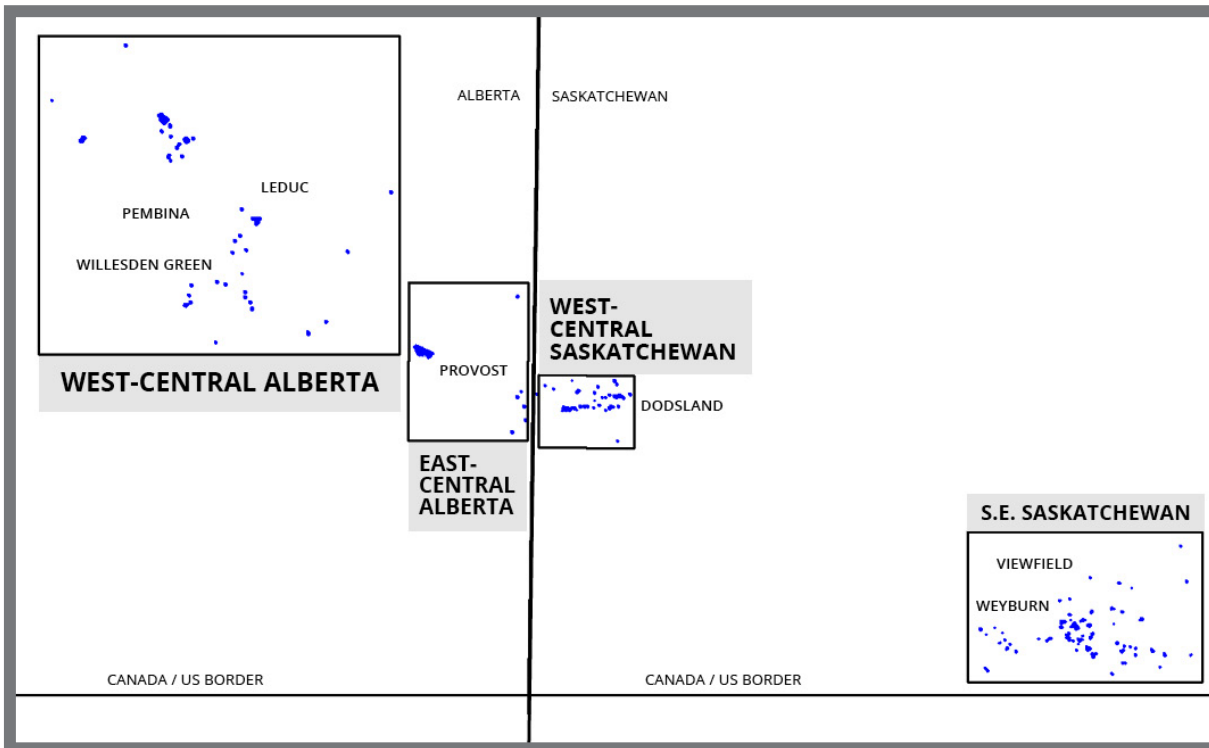 ALBERTA
SASKATCHEWAN
LEDUC
PEMBINA
WILLESDEN GREEN
WEST-CENTRAL ALBERTA
PROVOST
EAST-
CENTRAL
ALBERTA
WEST-
CENTRAL
SASKATCHEWAN
DODSLAND
S.E. SASKATCHEWAN
VIEWFIELD
WEYBURN
CANADA / US BORDER
CANADA / US BORDER